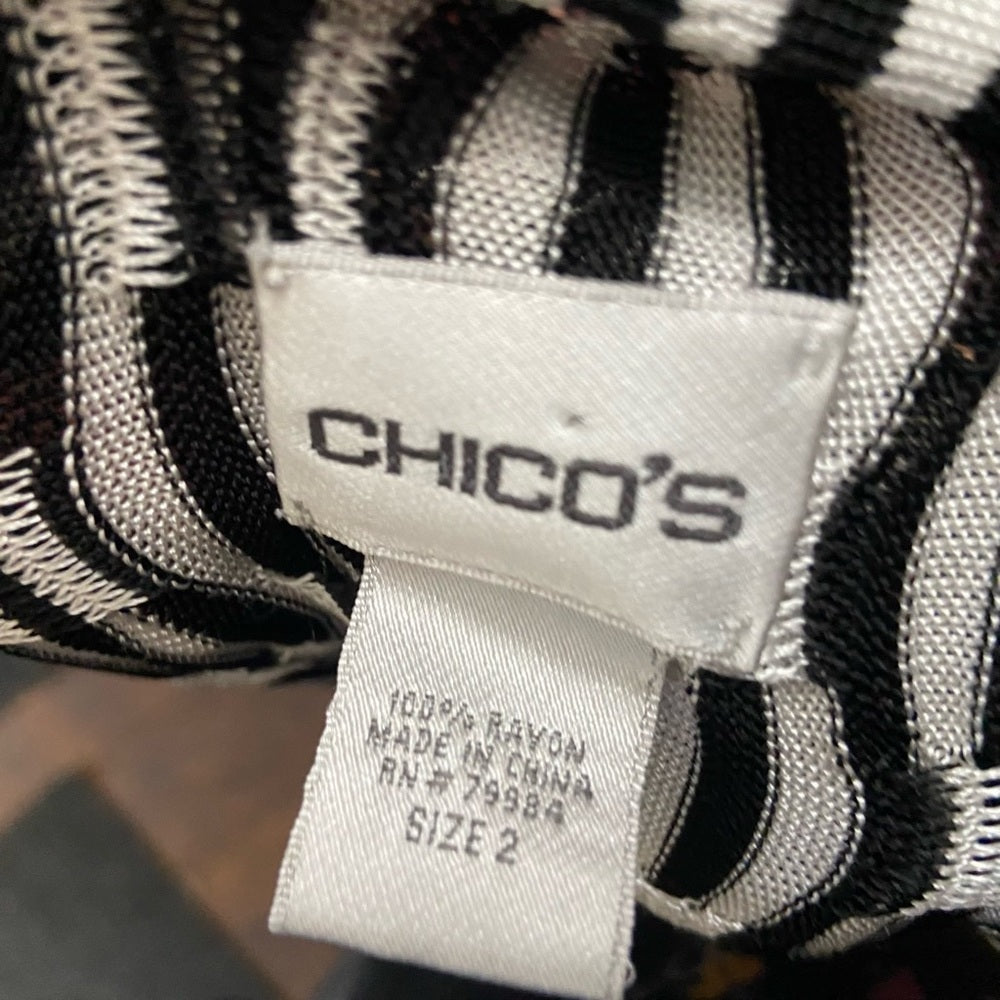 CHICO'S
100% RAYON
MADE IN CHINA
RN # 79984
SIZE 2